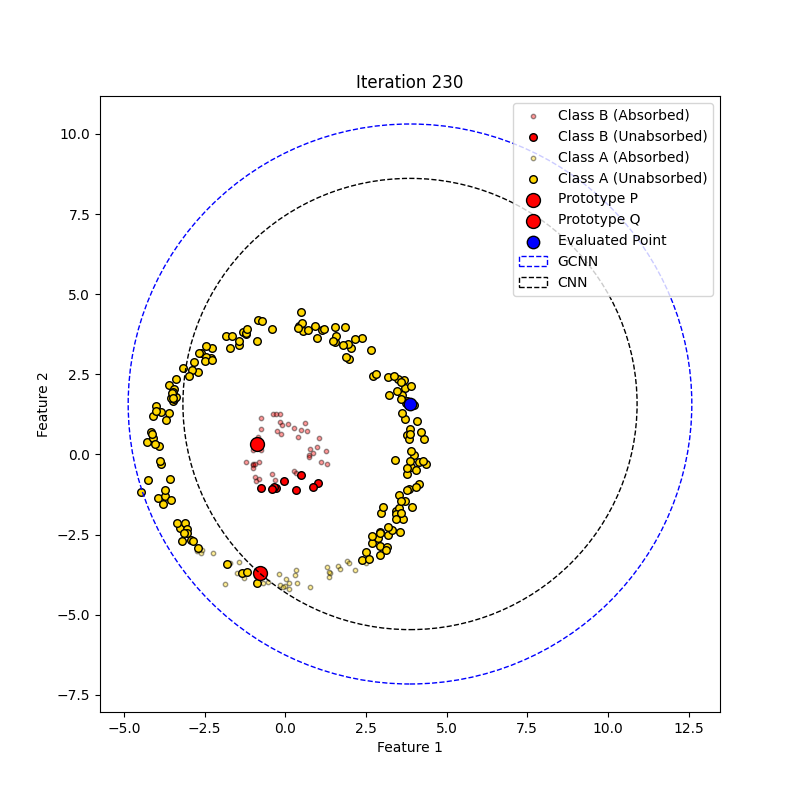 Iteration 230
Class B (Absorbed)
Class B (Unabsorbed)
Class A (Absorbed)
Class A (Unabsorbed)
Prototype P
Prototype Q
Evaluated Point
GCNN
CNN
10.0
7.5
5.0
2.5
0.0
−2.5
−5.0
−7.5
Feature 2
−5.0 −2.5 0.0 2.5 5.0 7.5 10.0 12.5
Feature 1